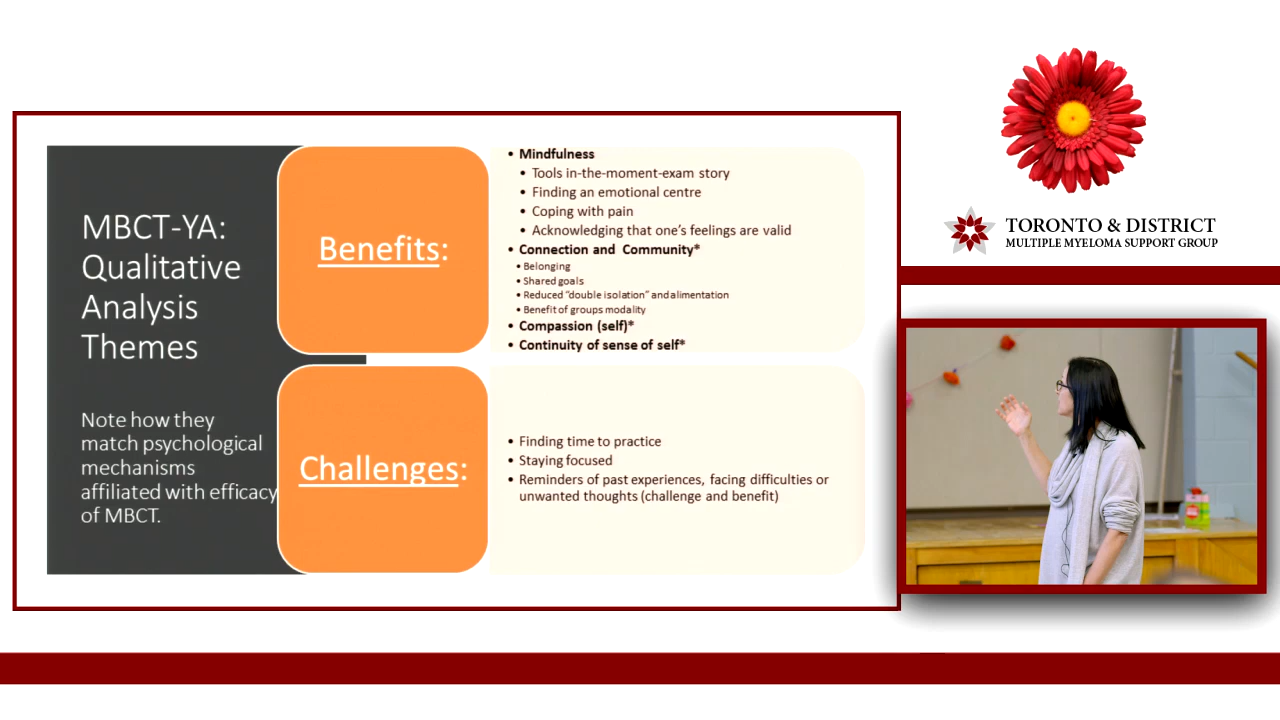 MBCT-YA:
Qualitative
Analysis
Themes
Note how they
match psychological
mechanisms
affiliated with efficacy
of MBCT.
Benefits:
• Mindfulness
• Tools in-the-moment-exam story
• Finding an emotional centre
• Coping with pain
• Acknowledging that one's feelings are valid
• Connection and Community*
• Belonging
• Shared goals
• Reduced "double isolation" and alimentation
• Benefit of groups modality
• Compassion (self)*
• Continuity of sense of self*
Challenges:
• Finding time to practice
• Staying focused
• Reminders of past experiences, facing difficulties or
unwanted thoughts (challenge and benefit)
TORONTO & DISTRICT
MULTIPLE MYELOMA SUPPORT GROUP